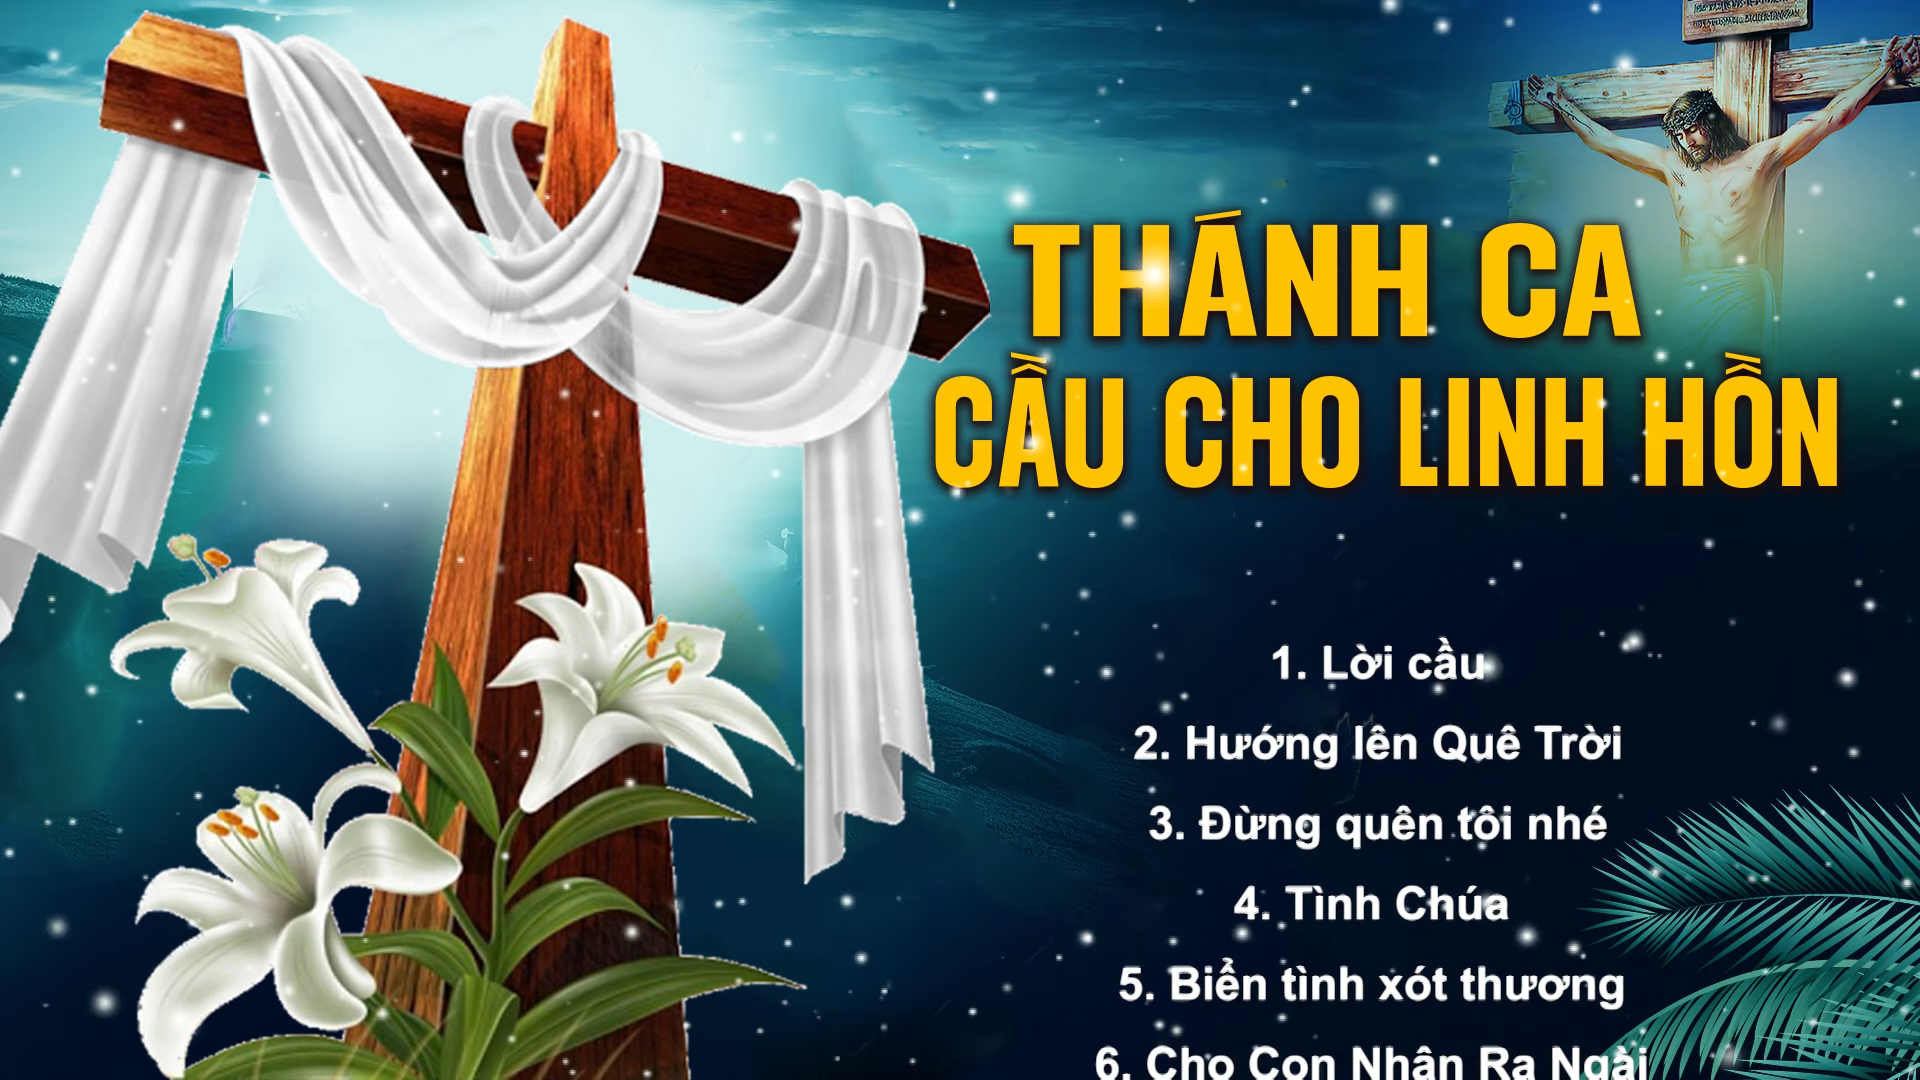 THÁNH CA
CẦU CHO LINH HỒN
1. Lời cầu
2. Hướng lên Quê Trời
3. Đừng quên tôi nhé
4. Tình Chúa
5. Biển tình xót thương
6. Cho Con Nhận Ra Ngài